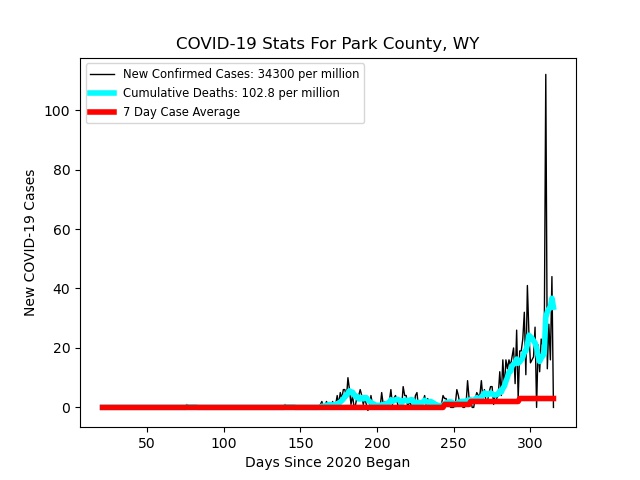 COVID-19 Stats For Park County, WY
New Confirmed Cases: 34300 per million
Cumulative Deaths: 102.8 per million
7 Day Case Average
New COVID-19 Cases
100
80
60
40
20
0
50 100 150 200 250 300
Days Since 2020 Began